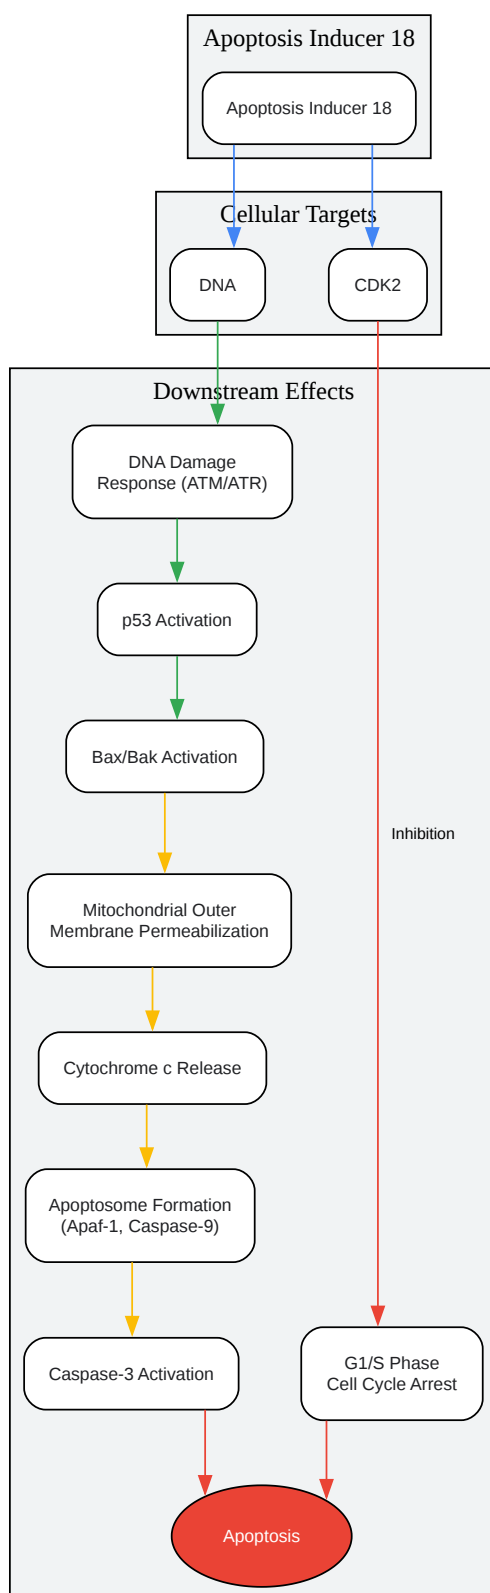 Apoptosis Inducer 18
Apoptosis Inducer 18
Cellular Targets
DNA
CDK2
Downstream Effects
DNA Damage
Response (ATM/ATR)
p53 Activation
Bax/Bak Activation
Inhibition
Mitochondrial Outer
Membrane Permeabilization
Cytochrome c Release
Apoptosome Formation
(Apaf-1, Caspase-9)
Caspase-3 Activation
G1/S Phase
Cell Cycle Arrest
Apoptosis